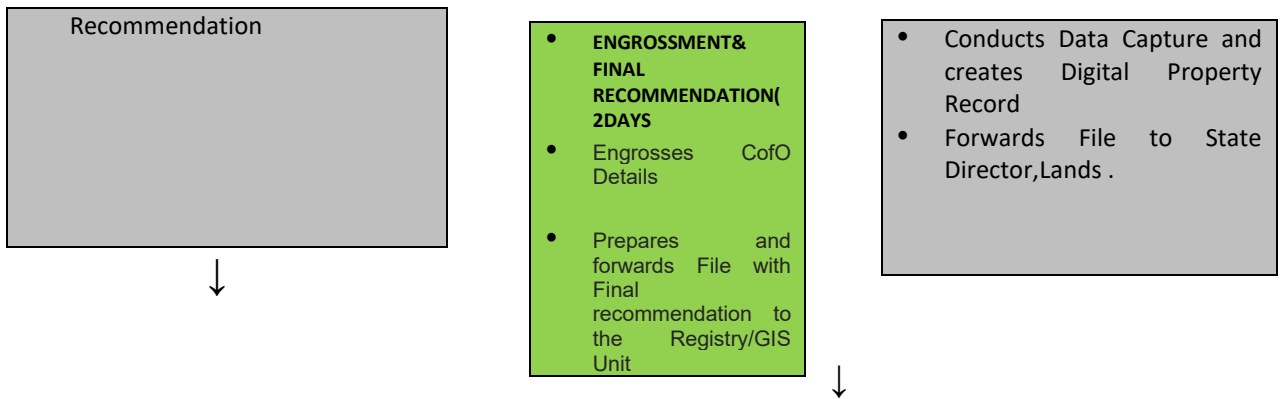 Recommendation
• ENGROSSMENT&
FINAL
RECOMMENDATION(
2DAYS
• Engrosses CofO
Details
• Prepares and
forwards File with
Final
recommendation to
the Registry/GIS
Unit
• Conducts Data Capture and
creates Digital Property
Record
• Forwards File to State
Director,Lands .
↓
↓